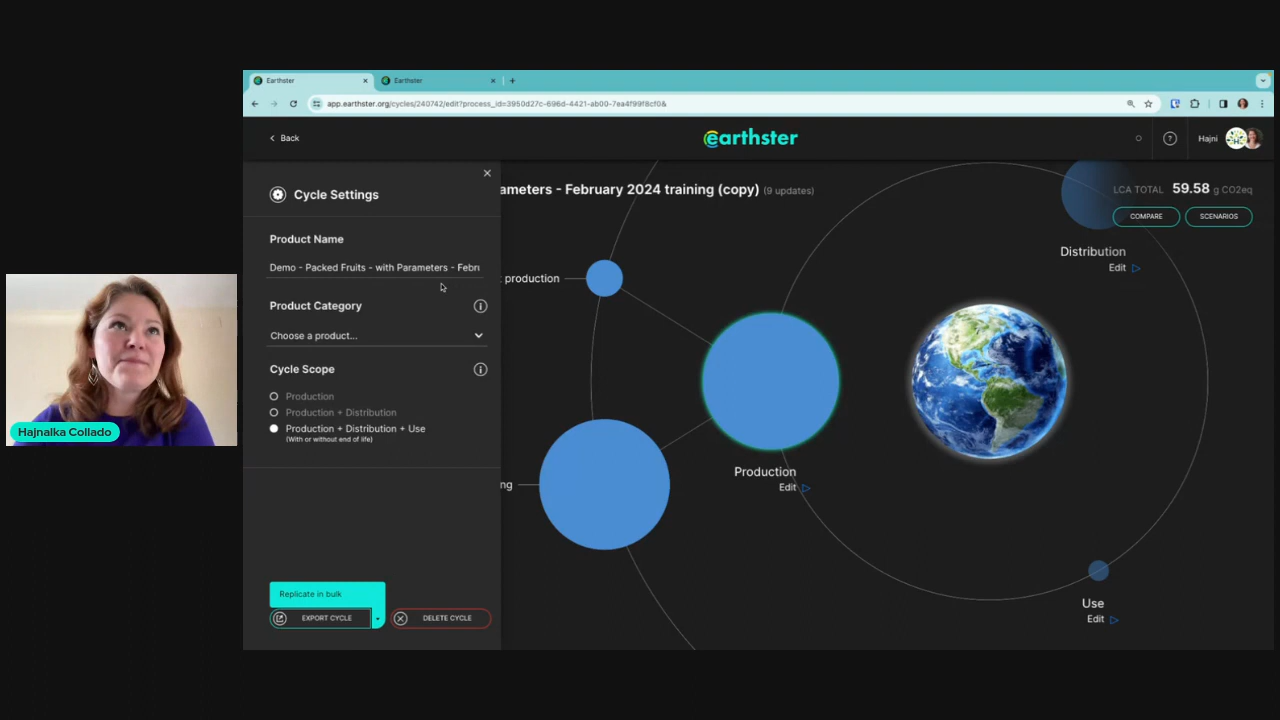 Earthster
Earthster
app.earthster.org/cycles/240742/edit?process_id=3950d27c-696d-4421-ab00-7ea4f99f8cf0&
Back
earthster
Hajni
Cycle Settings
ameters - February 2024 training (copy) (9 updates)
LCA TOTAL 59.58 g CO2eq
COMPARE
SCENARIOS
Product Name
Demo - Packed Fruits - with Parameters - Febru
production
Distribution
Edit
Product Category
Choose a product...
Cycle Scope
Production
Production + Distribution
Production + Distribution + Use
(With or without end of life)
Hajnalka Collado
Production
Edit
ng
Replicate in bulk
EXPORT CYCLE
DELETE CYCLE
Use
Edit